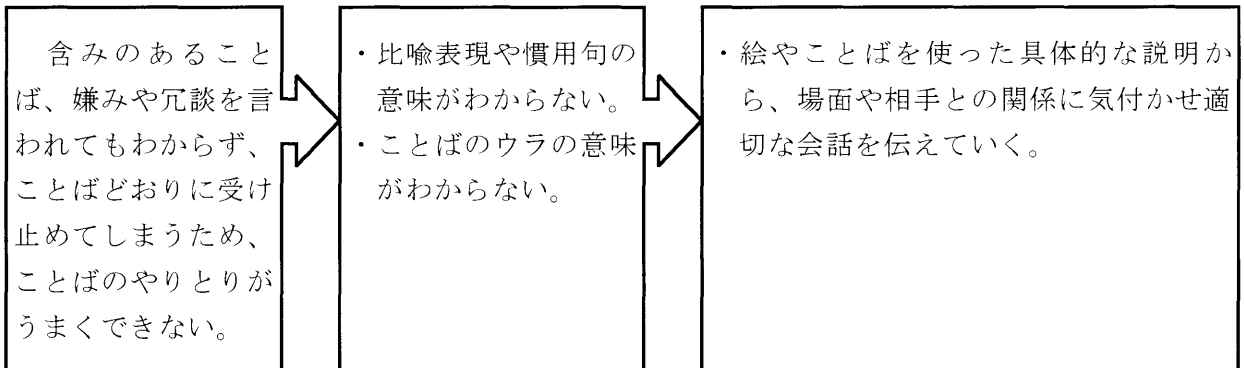 含みのあること
ば、嫌みや冗談を言
われてもわからず、
ことばどおりに受け
止めてしまうため、
ことばのやりとりが
うまくできない。
・比喩表現や慣用句の
意味がわからない。
・ことばのウラの意味
がわからない。
・絵やことばを使った具体的な説明か
ら、場面や相手との関係に気付かせ適
切な会話を伝えていく。